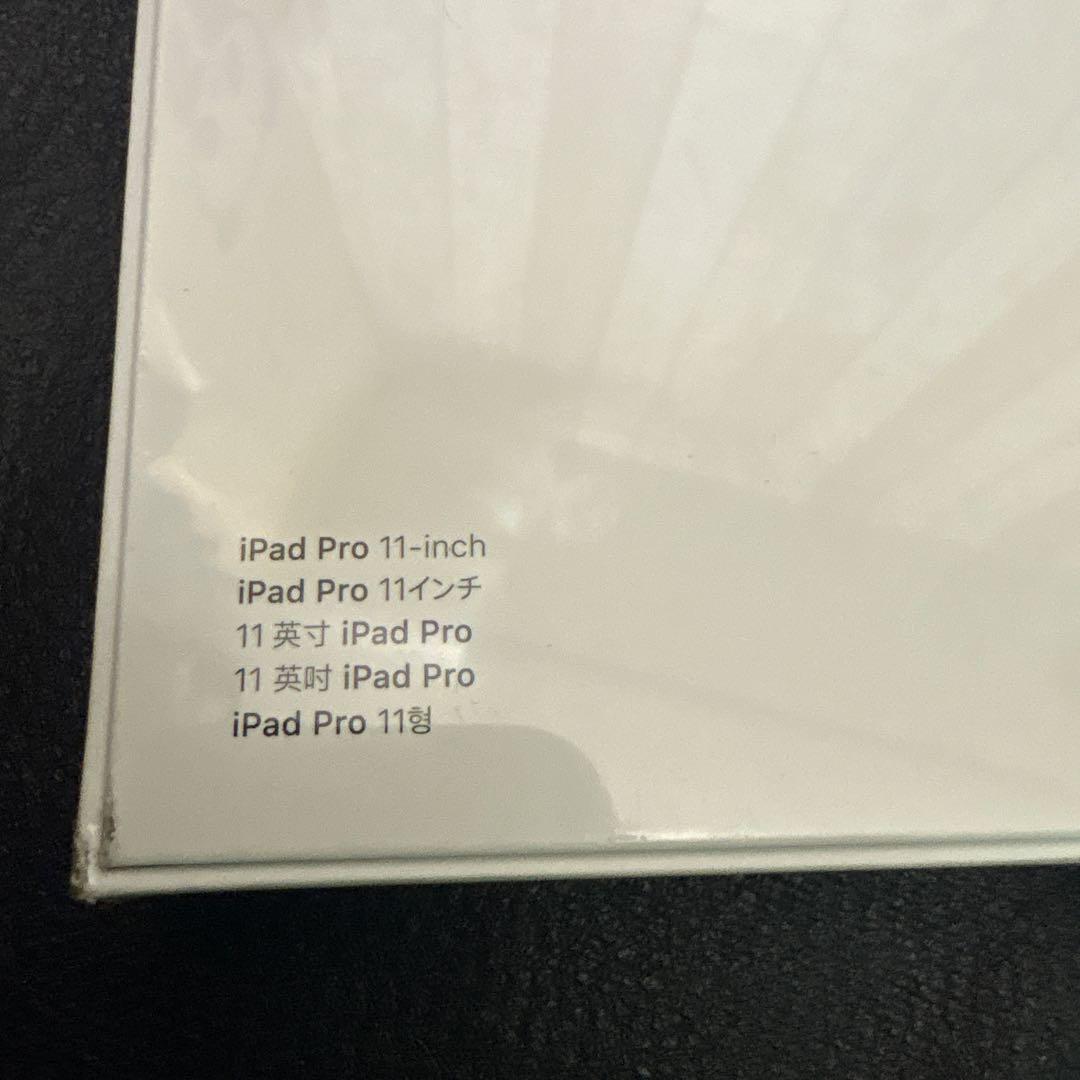 iPad Pro 11-inch
iPad Pro 11インチ
11 英寸 iPad Pro
11 英吋 iPad Pro
iPad Pro 11형